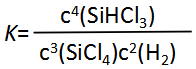 K= c⁴(SiHCl₃)
c³(SiCl₄)c²(H₂)